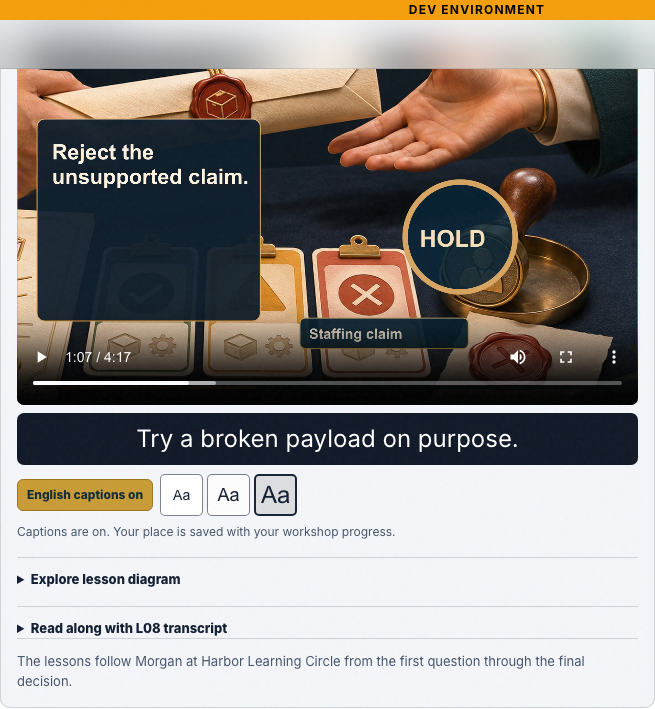 DEV ENVIRONMENT
Reject the
unsupported claim.
HOLD
Staffing claim
1:07 / 4:17
Try a broken payload on purpose.
English captions on
Aa
Aa
Aa
Captions are on. Your place is saved with your workshop progress.
Explore lesson diagram
Read along with L08 transcript
The lessons follow Morgan at Harbor Learning Circle from the first question through the final
decision.